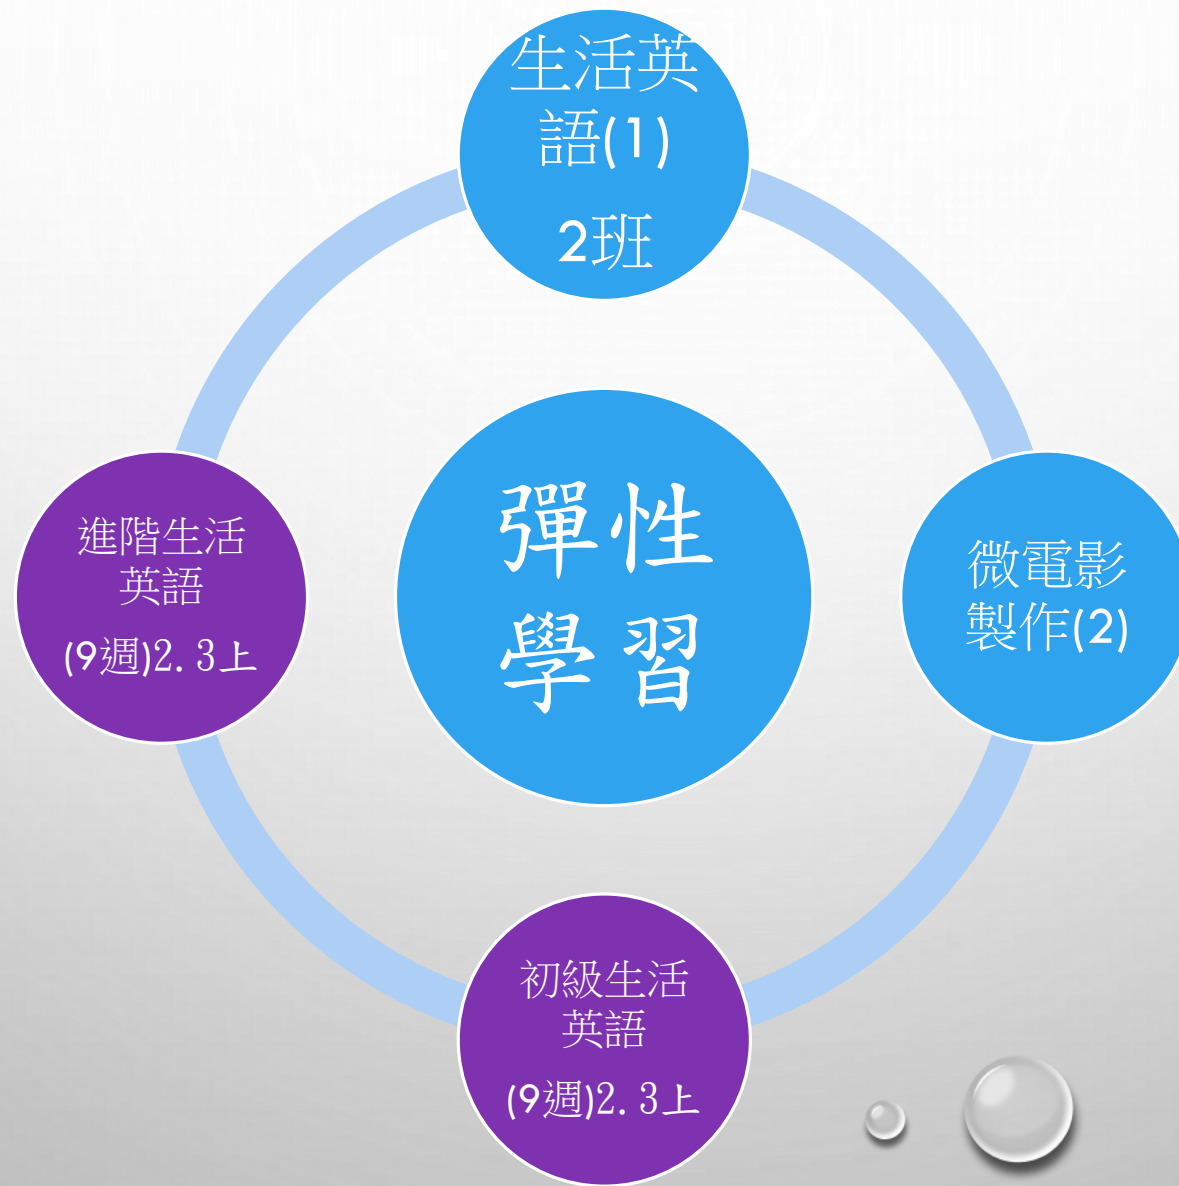 生活英
語(1)
2班
彈性
學習
進階生活
英語
(9週)2.3上
微電影
製作(2)
初級生活
英語
(9週)2.3上